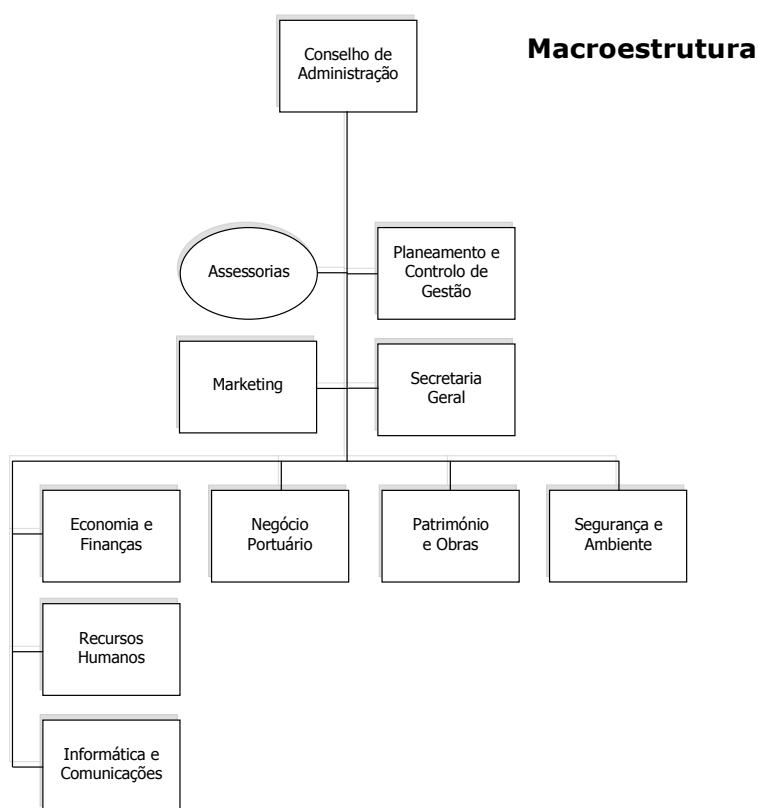 Macroestrutura
Conselho de
Administração
Assessorias
Planeamento e
Controlo de
Gestão
Marketing
Secretaria
Geral
Economia e
Finanças
Negócio
Portuário
Património
e Obras
Segurança e
Ambiente
Recursos
Humanos
Informática e
Comunicações